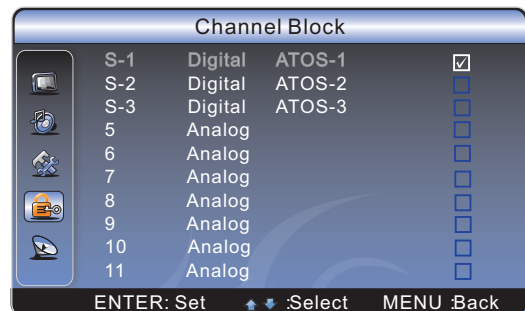 Channel Block
S-1 Digital ATOS-1
S-2 Digital ATOS-2
S-3 Digital ATOS-3
5 Analog
6 Analog
7 Analog
8 Analog
9 Analog
10 Analog
11 Analog
ENTER: Set :Select MENU :Back